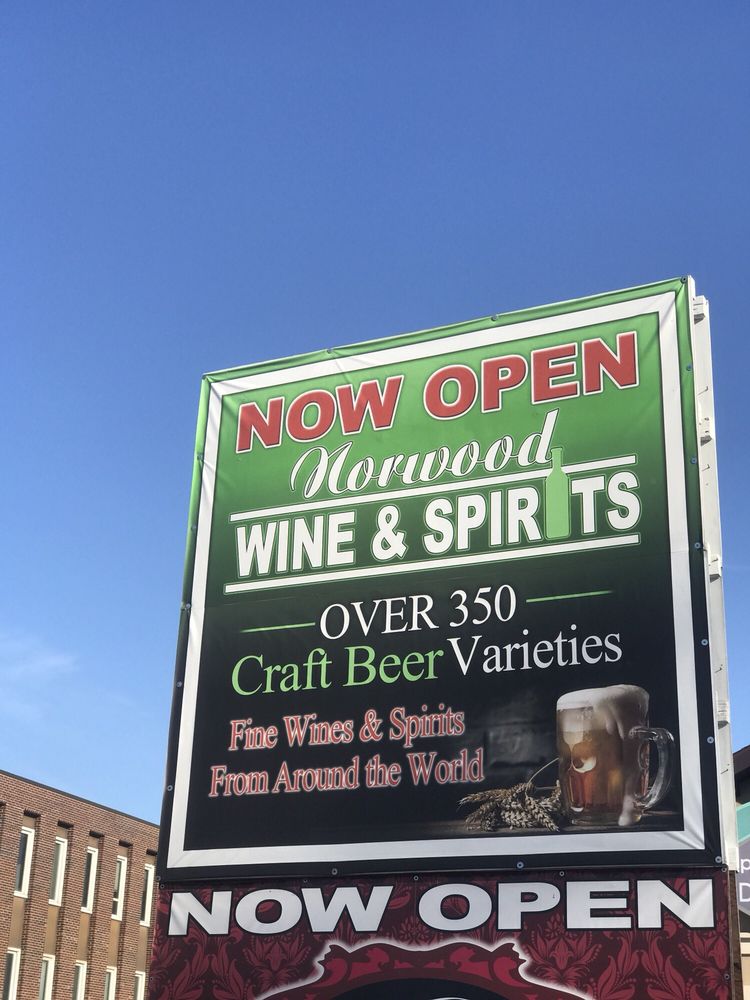 NOW OPEN
Norwood
WINE & SPIRITS
OVER 350
Craft Beer Varieties
Fine Wines & Spirits
From Around the World
NOW OPEN